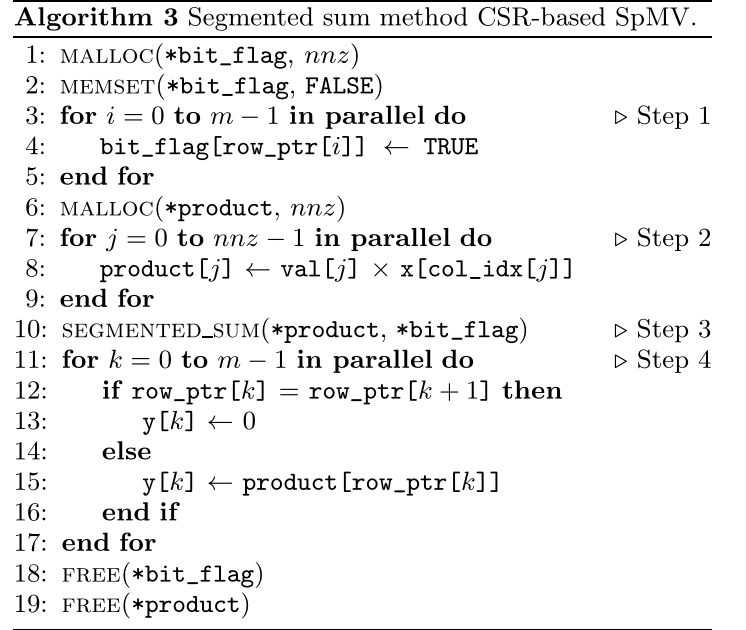 Algorithm 3 Segmented sum method CSR-based SpMV.
1: MALLOC(*bit_flag, nnz)
2: MEMSET(*bit_flag, FALSE)
3: for i = 0 to m − 1 in parallel do ▷ Step 1
4: bit_flag[row_ptr[i]] ← TRUE
5: end for
6: MALLOC(*product, nnz)
7: for j = 0 to nnz − 1 in parallel do ▷ Step 2
8: product[j] ← val[j] × x[col_idx[j]]
9: end for
10: SEGMENTED_SUM(*product, *bit_flag) ▷ Step 3
11: for k = 0 to m − 1 in parallel do ▷ Step 4
12: if row_ptr[k] = row_ptr[k + 1] then
13: y[k] ← 0
14: else
15: y[k] ← product[row_ptr[k]]
16: end if
17: end for
18: FREE(*bit_flag)
19: FREE(*product)